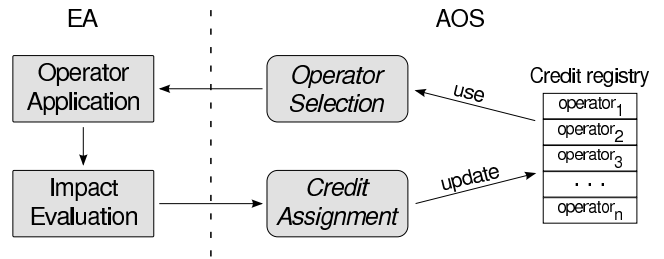 EA
AOS
Operator
Application
Operator
Selection
Credit registry
operator1
operator2
operator3
. . .
operatorn
use
update
Impact
Evaluation
Credit
Assignment